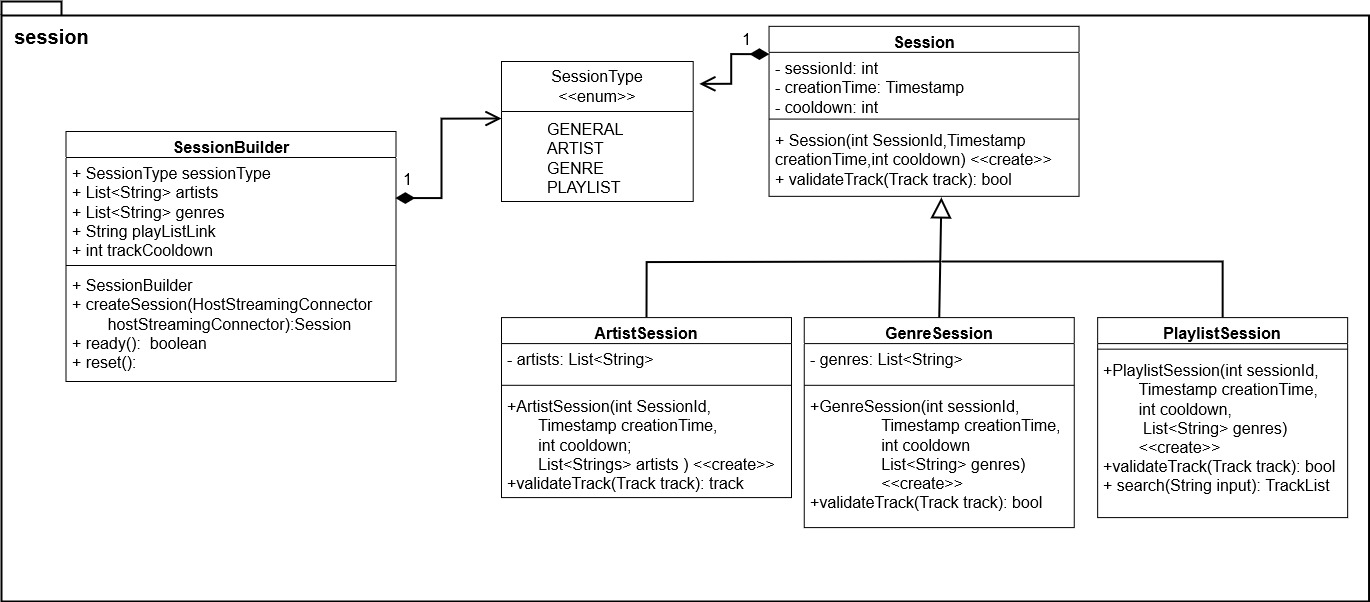 session
SessionBuilder
+ SessionType sessionType
+ List<String> artists
+ List<String> genres
+ String playListLink
+ int trackCooldown
+ SessionBuilder
+ createSession(HostStreamingConnector
hostStreamingConnector):Session
+ ready():  boolean
+ reset():
1
SessionType
<<enum>>
GENERAL
ARTIST
GENRE
PLAYLIST
1
Session
- sessionId: int
- creationTime: Timestamp
- cooldown: int
+ Session(int SessionId,Timestamp
creationTime,int cooldown) <<create>>
+ validateTrack(Track track): bool
ArtistSession
- artists: List<String>
+ArtistSession(int SessionId,
Timestamp creationTime,
int cooldown;
List<Strings> artists ) <<create>>
+validateTrack(Track track): track
GenreSession
- genres: List<String>
+GenreSession(int sessionId,
Timestamp creationTime,
int cooldown
List<String> genres)
<<create>>
+validateTrack(Track track): bool
PlaylistSession
+PlaylistSession(int sessionId,
Timestamp creationTime,
int cooldown,
List<String> genres)
<<create>>
+validateTrack(Track track): bool
+ search(String input): TrackList